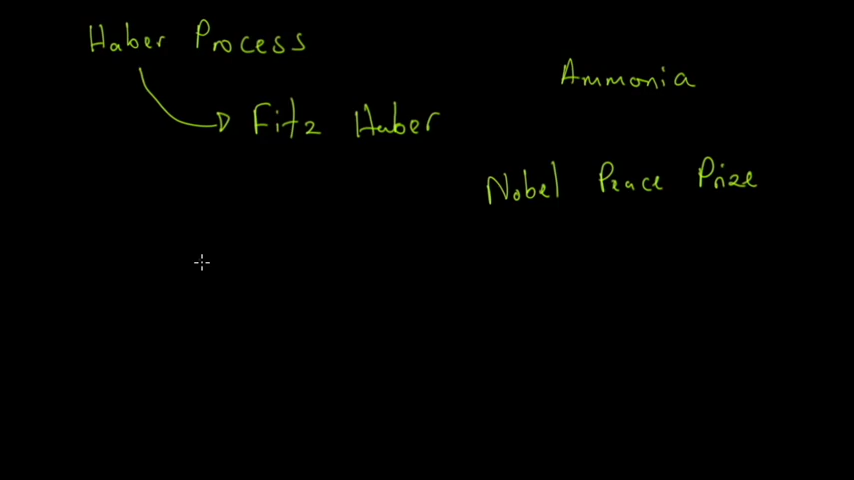 Haber Process
Ammonia
Fitz Haber
Nobel Peace Prize